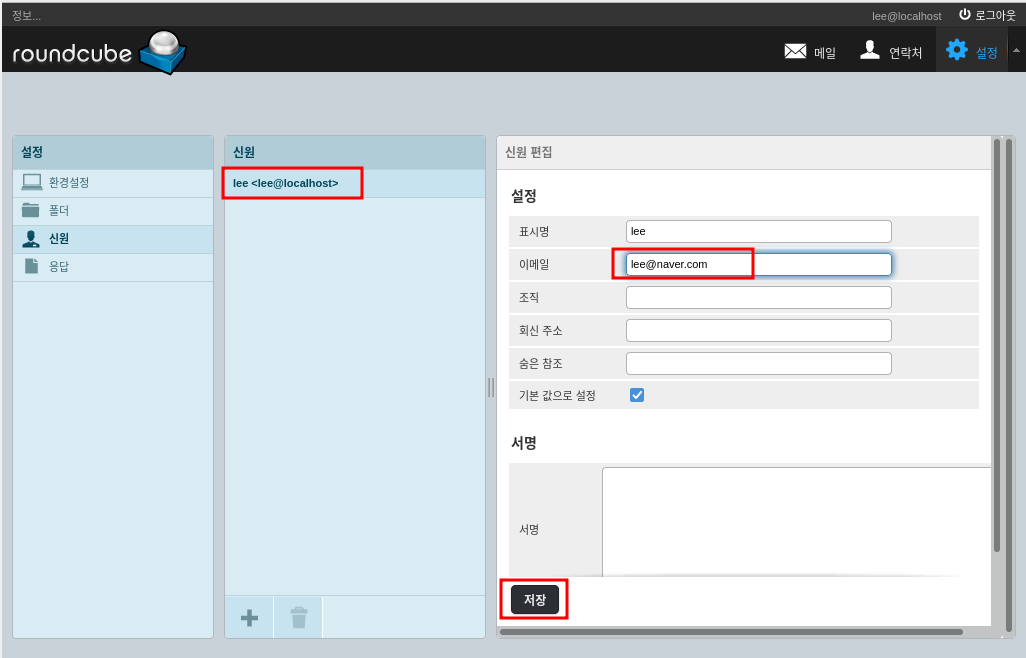 정보...
lee@localhost 로그아웃
roundcube
메일 연락처 설정
설정
환경설정
폴더
신원
응답
신원
lee <lee@localhost>
신원 편집
설정
표시명 lee
이메일 lee@naver.com
조직
회신 주소
숨은 참조
기본 값으로 설정
서명
서명
저장